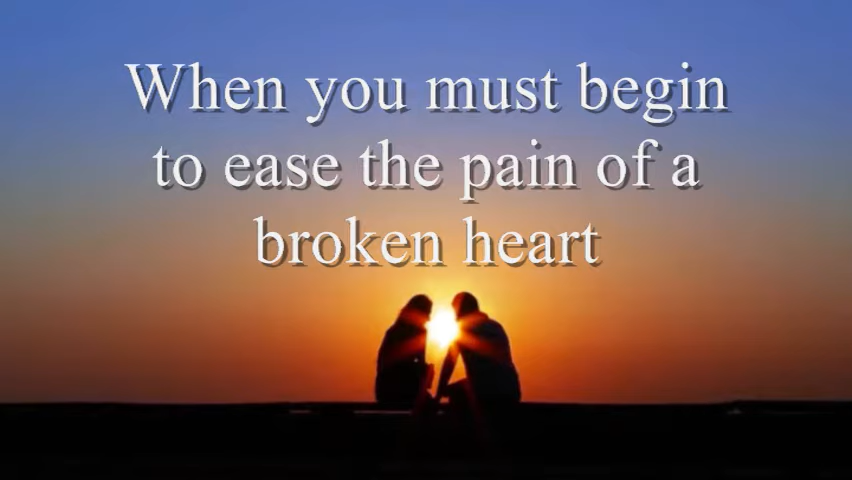 When you must begin
to ease the pain of a
broken heart